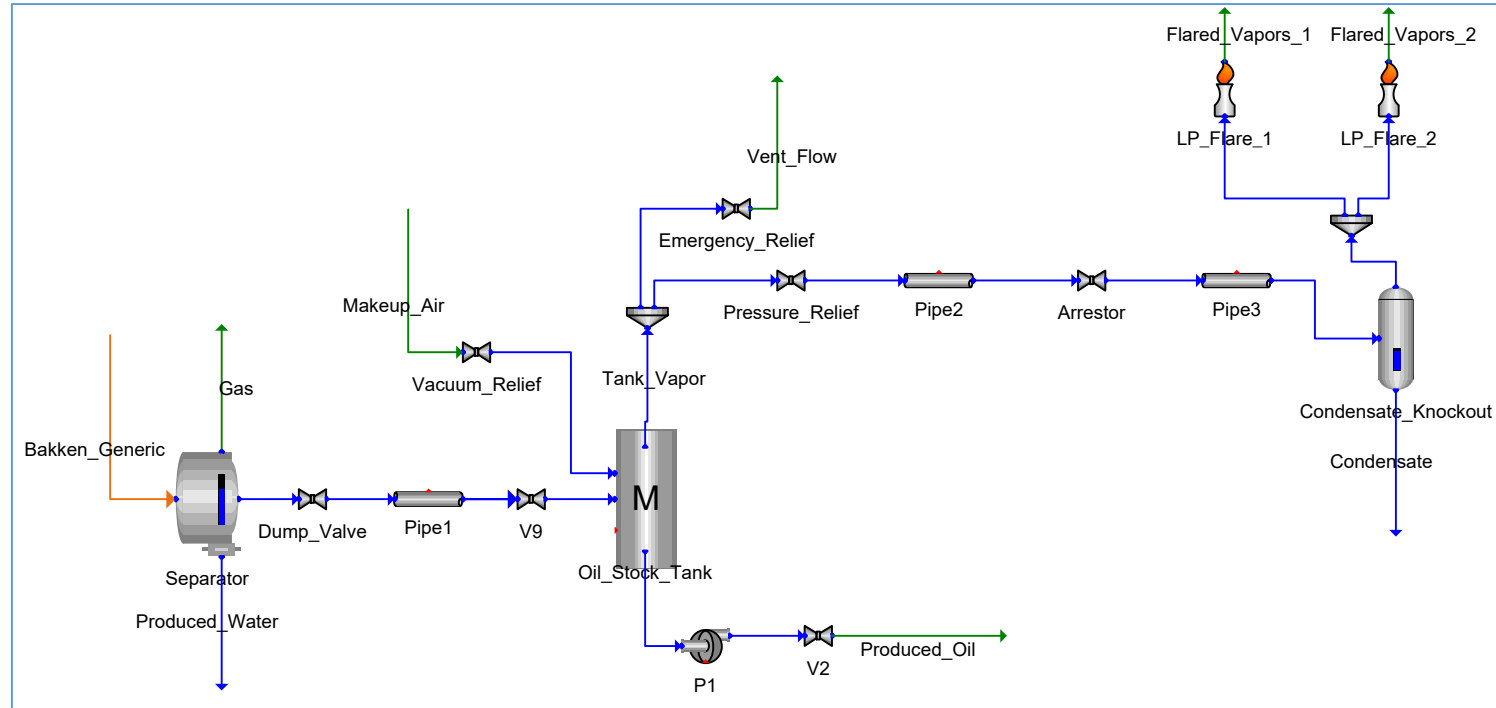 Flared_Vapors_1
Flared_Vapors_2
LP_Flare_1
LP_Flare_2
Vent_Flow
Emergency_Relief
Makeup_Air
Pressure_Relief
Pipe2
Arrestor
Pipe3
Vacuum_Relief
Tank_Vapor
Gas
Condensate_Knockout
Bakken_Generic
Condensate
M
Dump_Valve
Pipe1
V9
Separator
Oil_Stock_Tank
Produced_Water
Produced_Oil
V2
P1